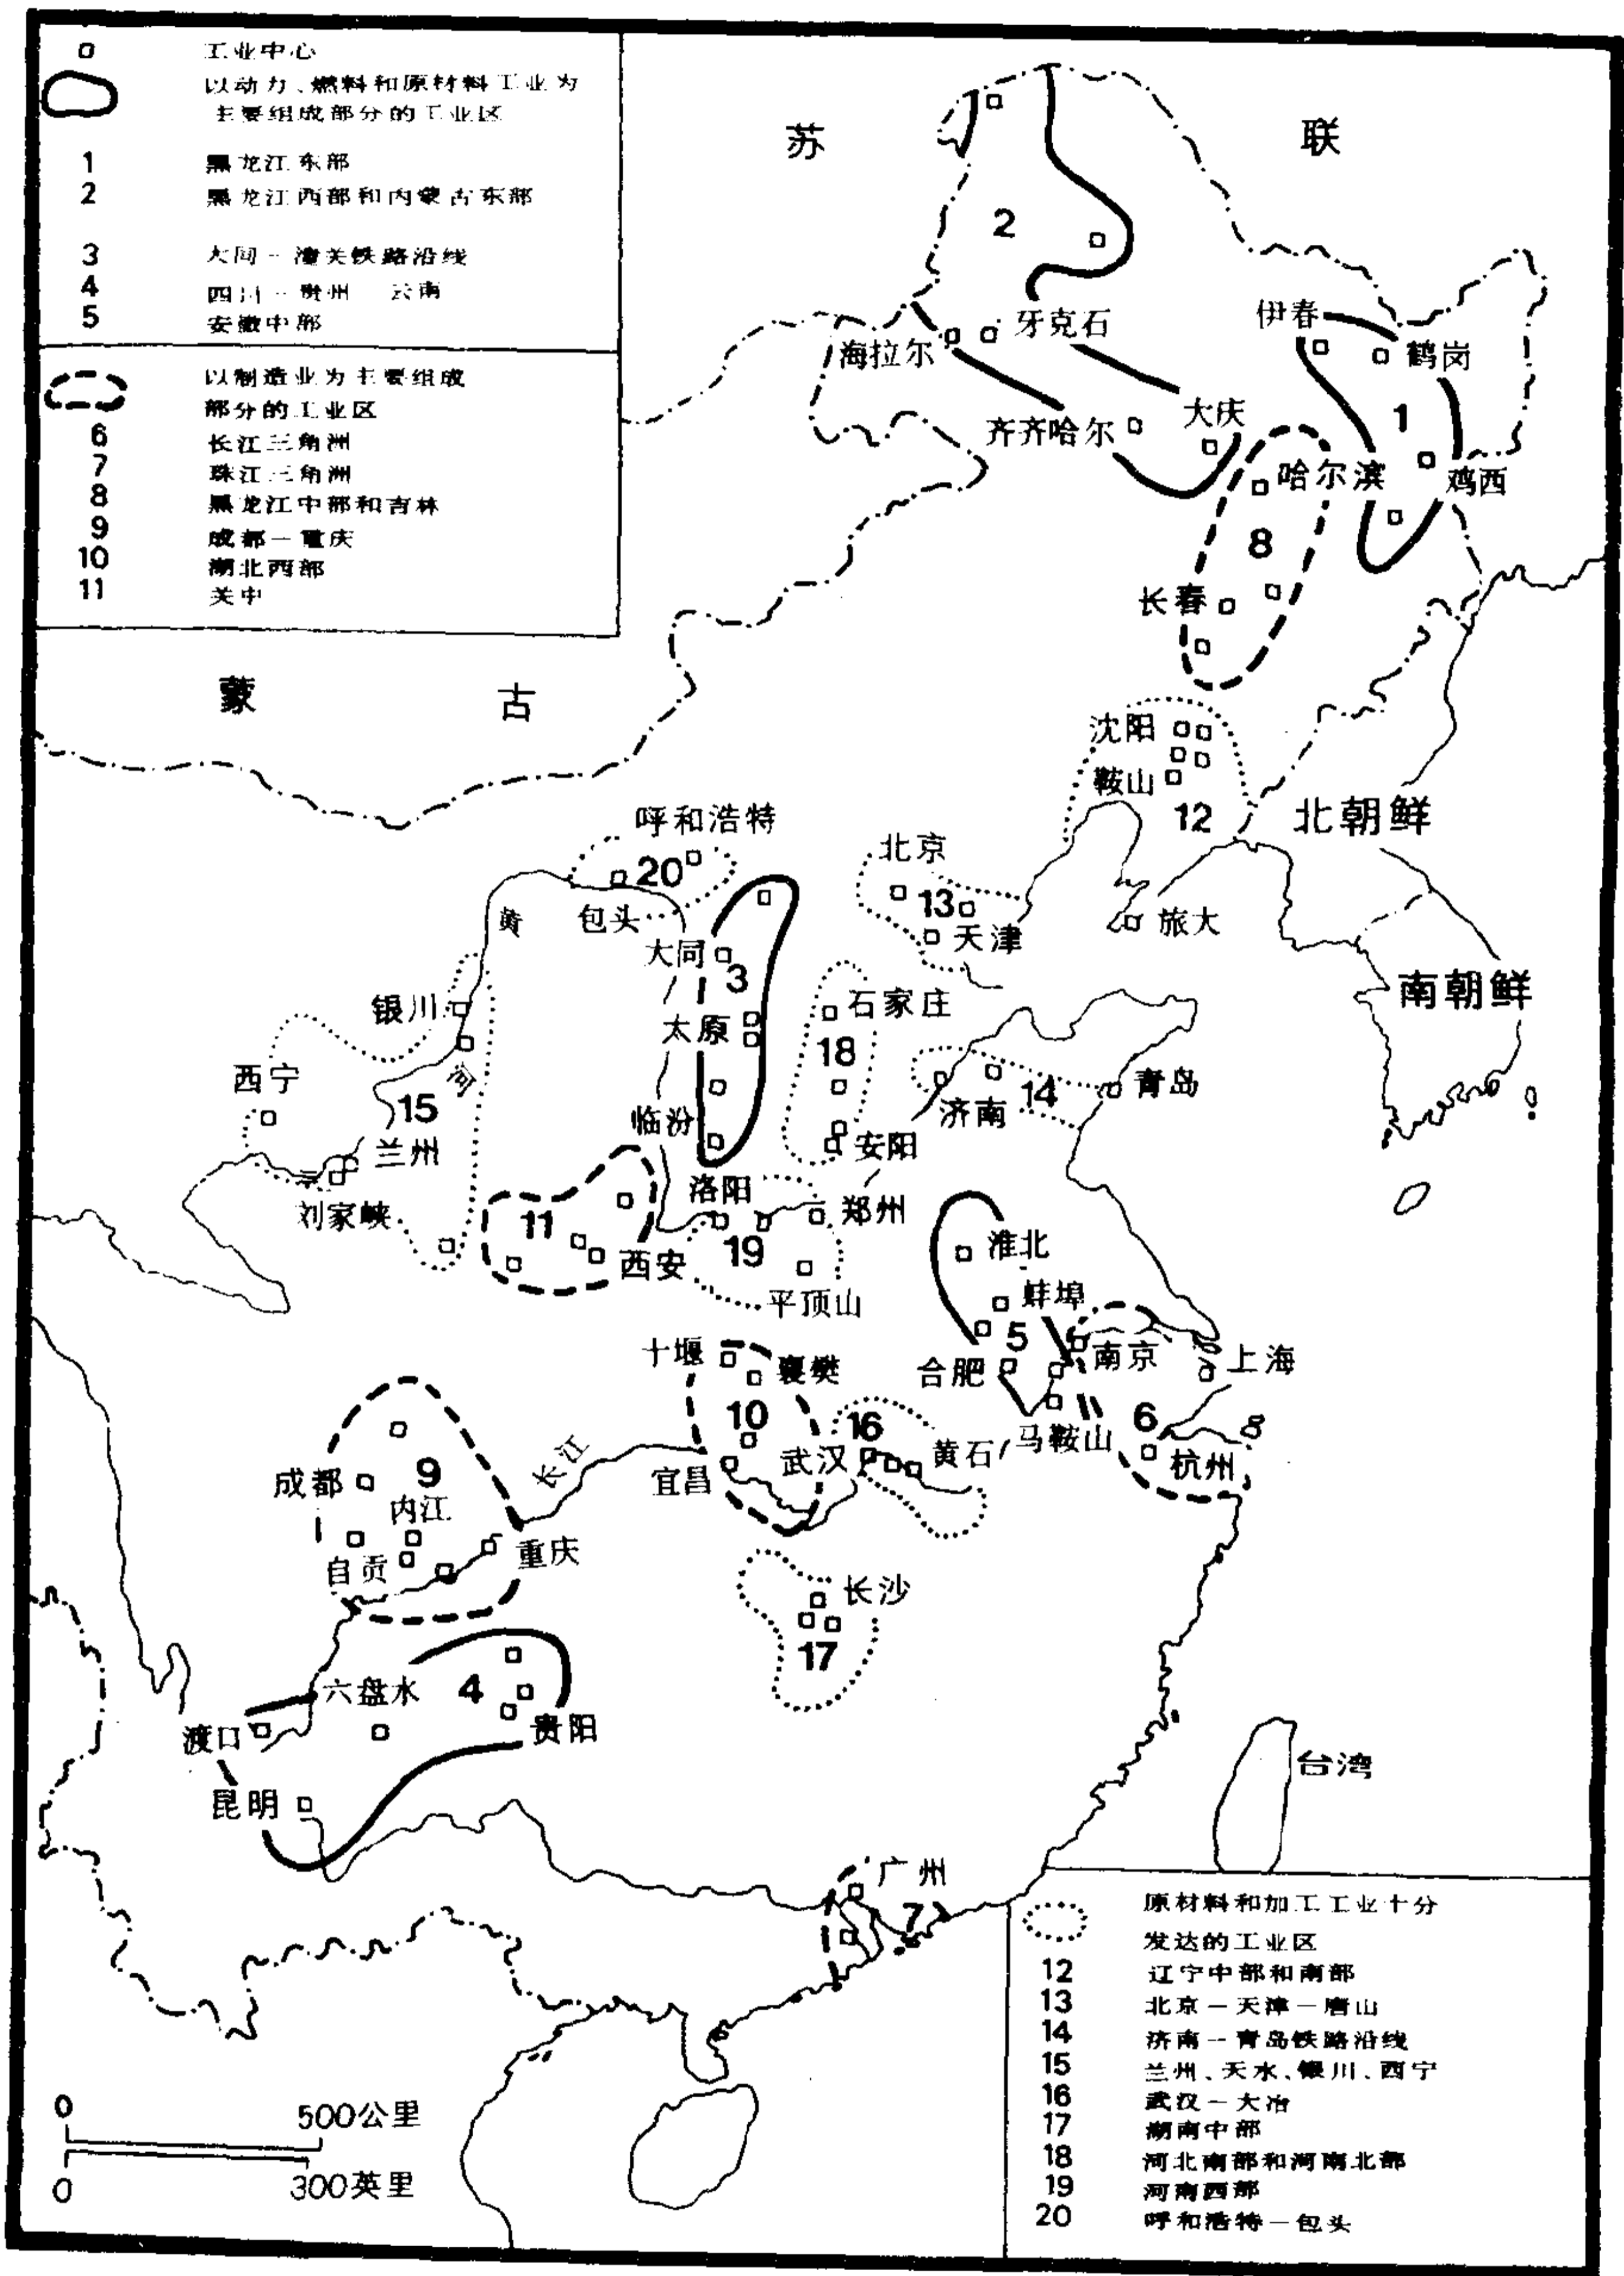 工业中心
以动力、燃料和原材料工业为
主要组成部分的工业区
1 黑龙江东部
2 黑龙江西部和内蒙古东部
3 大同－潼关铁路沿线
4 四川－贵州 云南
5 安徽中部
以制造业为主要组成
部分的工业区
6 长江三角洲
7 珠江三角洲
8 黑龙江中部和吉林
9 成都－重庆
10 湖北西部
11 关中
苏 联
2
牙克石
海拉尔
伊春
鹤岗
1
大庆
齐齐哈尔
哈尔滨
鸡西
8
长春
蒙 古
沈阳
鞍山
12
北朝鲜
呼和浩特
20
包头
黄
河
北京
13
天津
旅大
大同
3
南朝鲜
银川
太原
石家庄
18
西宁
15
临汾
济南
14
青岛
兰州
安阳
刘家峡
洛阳
郑州
11
西安
19
平顶山
淮北
蚌埠
5
南京
合肥
上海
十堰
襄樊
10
16
马鞍山
6
武汉
黄石
杭州
宜昌
长江
成都
9
内江
自贡
重庆
长沙
17
六盘水
4
渡口
贵阳
昆明
台湾
广州
7
原材料和加工工业十分
发达的工业区
12 辽宁中部和南部
13 北京－天津－唐山
14 济南－青岛铁路沿线
15 兰州、天水、银川、西宁
16 武汉－大冶
17 湖南中部
18 河北南部和河南北部
19 河南西部
20 呼和浩特－包头
0 500公里
0 300英里